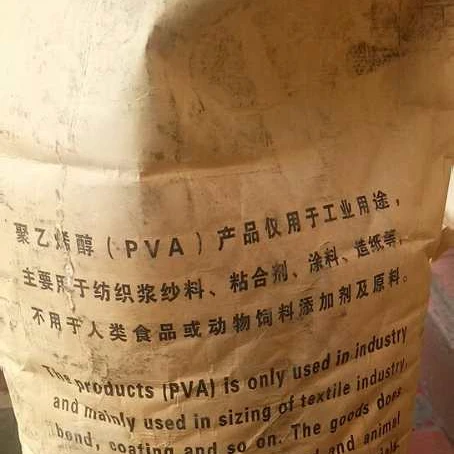 聚乙烯醇（PVA）产品仅用于工业用途，
主要用于纺织浆纱料、粘合剂、涂料、造纸等，
不用于人类食品或动物饲料添加剂及原料。
The products (PVA) is only used in industry
and mainly used in sizing of textile industry,
bond, coating and so on. The goods does
and animal